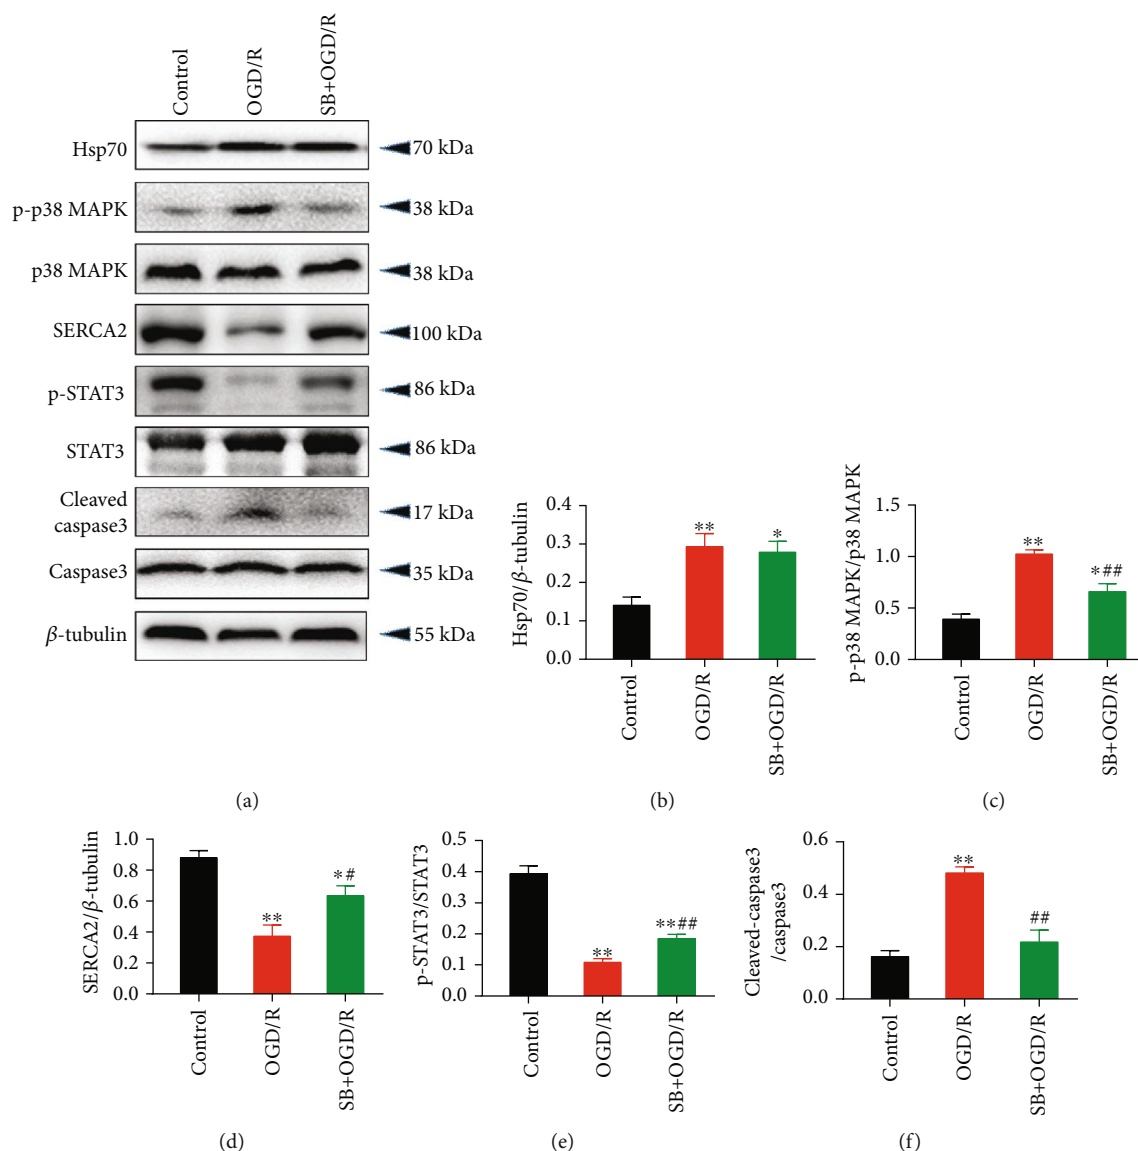 Control
OGD/R
SB+OGD/R
Hsp70
70 kDa
p-p38 MAPK
38 kDa
p38 MAPK
38 kDa
SERCA2
100 kDa
p-STAT3
86 kDa
STAT3
86 kDa
Cleaved
caspase3
17 kDa
Caspase3
35 kDa
β-tubulin
55 kDa
(a)
Hsp70/β-tubulin
0.4
0.3
0.2
0.1
0.0
**
*
Control
OGD/R
SB+OGD/R
(b)
p-p38 MAPK/p38 MAPK
1.5
1.0
0.5
0.0
**
*##
Control
OGD/R
SB+OGD/R
(c)
SERCA2/β-tubulin
1.0
0.8
0.6
0.4
0.2
0.0
**
*#
Control
OGD/R
SB+OGD/R
(d)
p-STAT3/STAT3
0.4
0.3
0.2
0.1
0.0
0.5
**
**##
Control
OGD/R
SB+OGD/R
(e)
Cleaved-caspase3
/caspase3
0.6
0.4
0.2
0.0
**
##
Control
OGD/R
SB+OGD/R
(f)